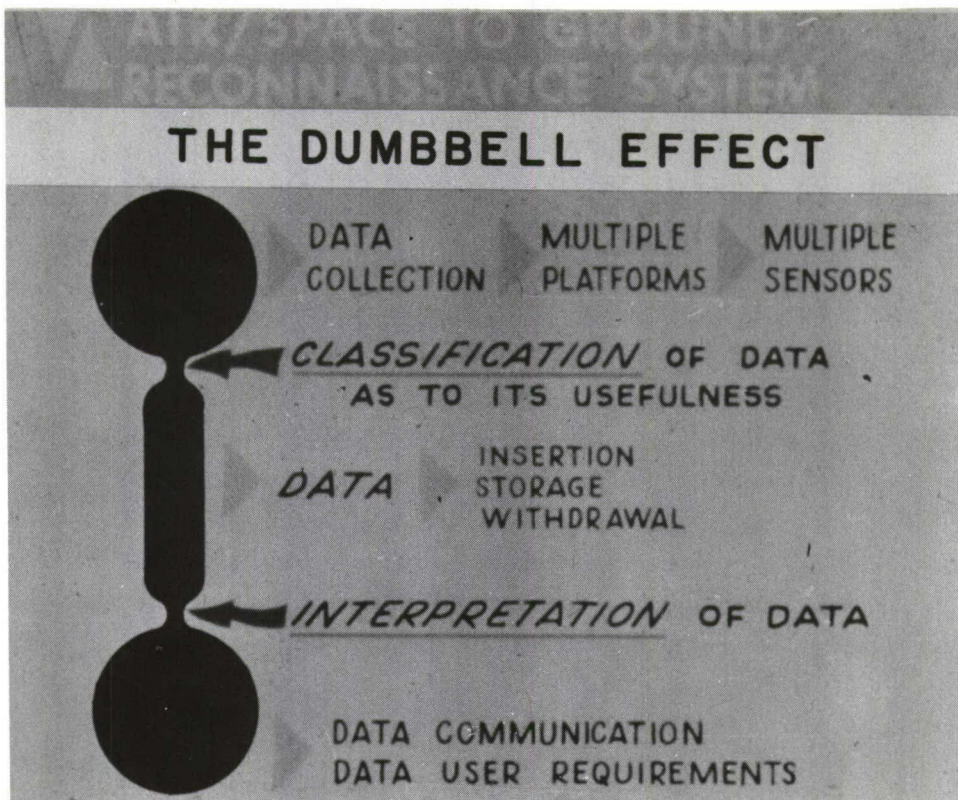 AIR/SPACE TO GROUND
RECONNAISSANCE SYSTEM
THE DUMBBELL EFFECT
DATA COLLECTION
MULTIPLE PLATFORMS
MULTIPLE SENSORS
CLASSIFICATION OF DATA
AS TO ITS USEFULNESS
DATA
INSERTION
STORAGE
WITHDRAWAL
INTERPRETATION OF DATA
DATA COMMUNICATION
DATA USER REQUIREMENTS